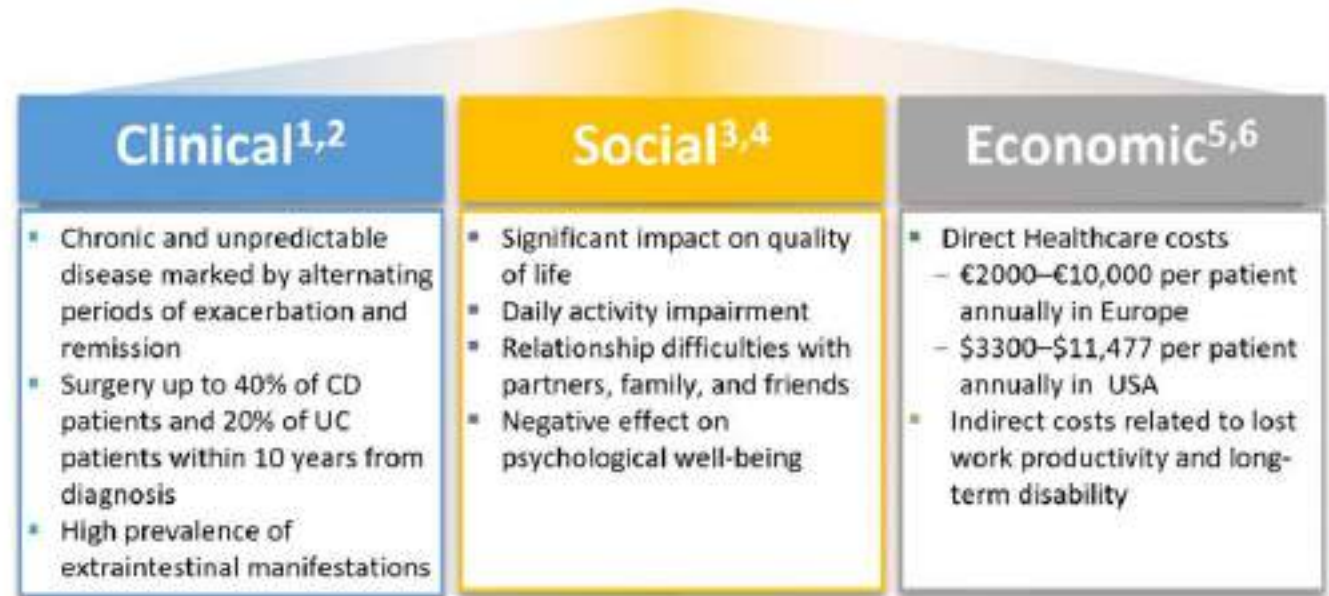 Clinical1,2
Chronic and unpredictable
disease marked by alternating
periods of exacerbation and
remission
Surgery up to 40% of CD
patients and 20% of UC
patients within 10 years from
diagnosis
High prevalence of
extraintestinal manifestations
Social3,4
Significant impact on quality
of life
Daily activity impairment
Relationship difficulties with
partners, family, and friends
Negative effect on
psychological well-being
Economic5,6
Direct Healthcare costs
– €2000–€10,000 per patient
annually in Europe
– $3300–$11,477 per patient
annually in USA
Indirect costs related to lost
work productivity and long-
term disability